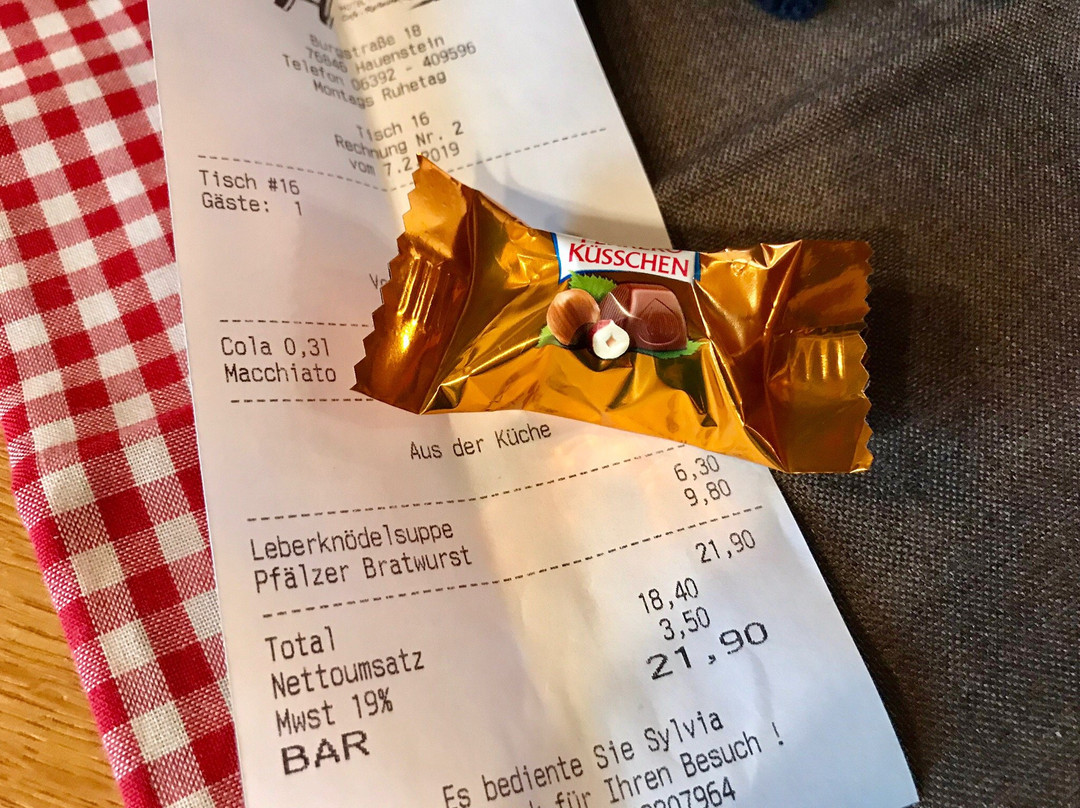 Burgstraße 18
76846 Hauenstein
Telefon 06392 - 409596
Montags Ruhetag
Tisch 16
Rechnung Nr. 2
vom 7.2.2019
Tisch #16
Gäste: 1
KÜSSCHEN
Cola 0,3l
Macchiato
Aus der Küche
Leberknödelsuppe 6,30
Pfälzer Bratwurst 9,80
Total 21,90
Nettoumsatz 18,40
Mwst 19% 3,50
BAR 21,90
Es bediente Sie Sylvia
für Ihren Besuch !